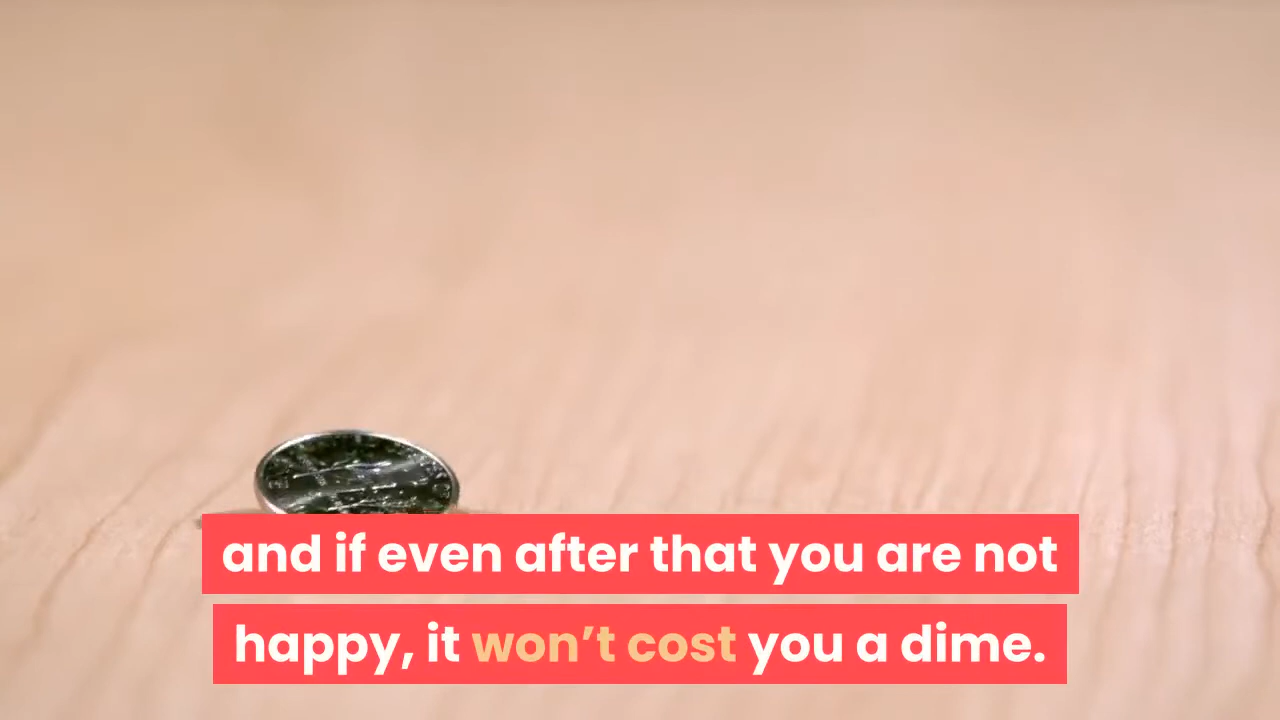 and if even after that you are not
happy, it won’t cost you a dime.